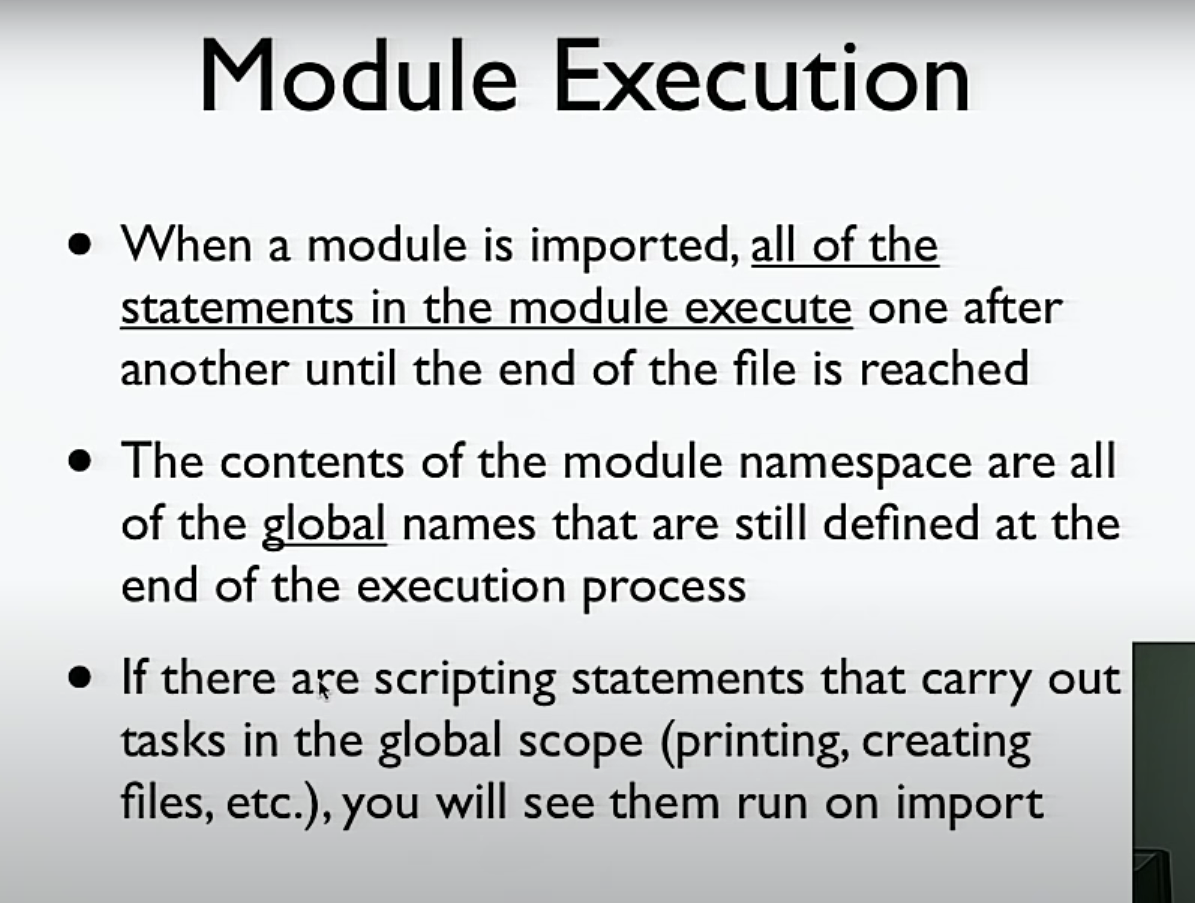 Module Execution
• When a module is imported, all of the
statements in the module execute one after
another until the end of the file is reached
• The contents of the module namespace are all
of the global names that are still defined at the
end of the execution process
• If there are scripting statements that carry out
tasks in the global scope (printing, creating
files, etc.), you will see them run on import